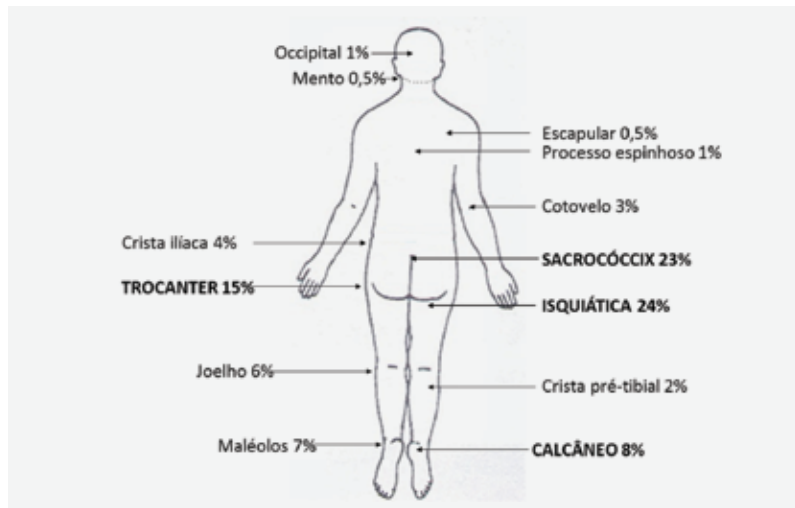 Occipital 1%
Mento 0,5%
Escapular 0,5%
Processo espinhoso 1%
Cotovelo 3%
Crista ilíaca 4%
SACROCÓCCIX 23%
TROCANTER 15%
ISQUIÁTICA 24%
Joelho 6%
Crista pré-tibial 2%
Maléolos 7%
CALCÂNEO 8%